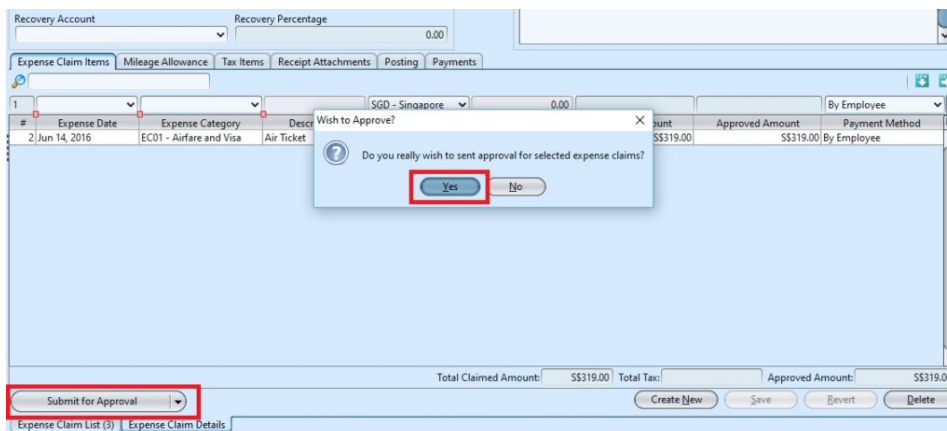 Recovery Account Recovery Percentage
0.00
Expense Claim Items Mileage Allowance Tax Items Receipt Attachments Posting Payments
1 SGD - Singapore 0.00 By Employee
# Expense Date Expense Category Descr Wish to Approve? ount Approved Amount Payment Method
2 Jun 14, 2016 EC01 - Airfare and Visa Air Ticket S$319.00 S$319.00 By Employee
Do you really wish to sent approval for selected expense claims?
Yes No
Total Claimed Amount: S$319.00 Total Tax: Approved Amount: S$319.0
Submit for Approval Create New Save Revert Delete
Expense Claim List (3) Expense Claim Details